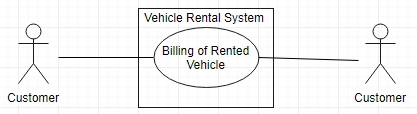 Vehicle Rental System
Billing of Rented
Vehicle
Customer
Customer